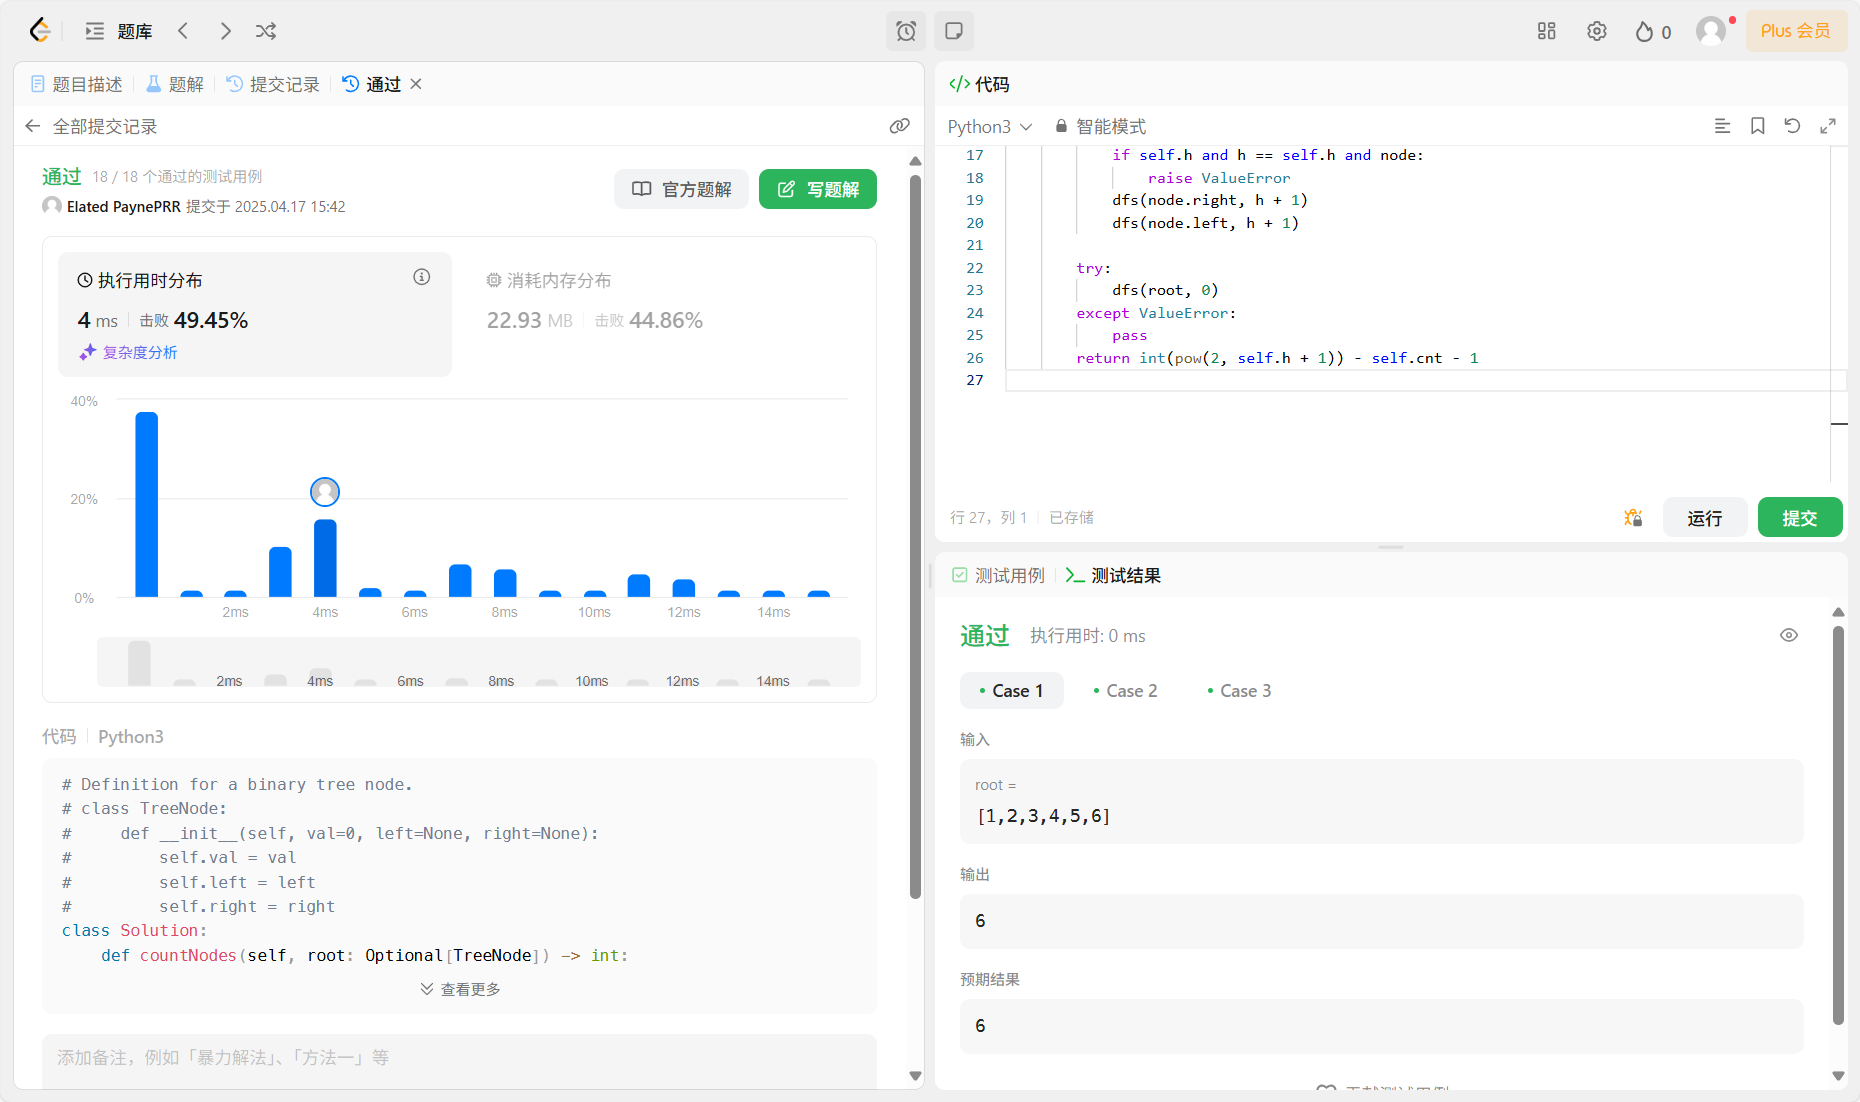 题库
0
Plus 会员
题目描述
题解
提交记录
通过
全部提交记录
通过 18 / 18 个通过的测试用例
Elated PaynePRR 提交于 2025.04.17 15:42
官方题解
写题解
执行用时分布
4 ms 击败 49.45%
复杂度分析
消耗内存分布
22.93 MB 击败 44.86%
40%
20%
0%
2ms 4ms 6ms 8ms 10ms 12ms 14ms
2ms 4ms 6ms 8ms 10ms 12ms 14ms
代码 Python3
# Definition for a binary tree node.
# class TreeNode:
#     def __init__(self, val=0, left=None, right=None):
#         self.val = val
#         self.left = left
#         self.right = right
class Solution:
    def countNodes(self, root: Optional[TreeNode]) -> int:
查看更多
添加备注，例如「暴力解法」、「方法一」等
代码
Python3 智能模式
17             if self.h and h == self.h and node:
18                 raise ValueError
19             dfs(node.right, h + 1)
20             dfs(node.left, h + 1)
21
22         try:
23             dfs(root, 0)
24         except ValueError:
25             pass
26         return int(pow(2, self.h + 1)) - self.cnt - 1
27
行 27，列 1 已存储
运行
提交
测试用例
测试结果
通过 执行用时: 0 ms
Case 1 Case 2 Case 3
输入
root =
[1,2,3,4,5,6]
输出
6
预期结果
6